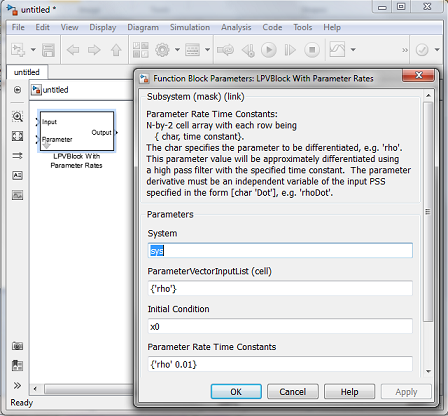 untitled *
File Edit View Display Diagram Simulation Analysis Code Tools Help
untitled
untitled
Input
Output
Parameter
LPVBlock With
Parameter Rates
Ready
Function Block Parameters: LPVBlock With Parameter Rates
Subsystem (mask) (link)
Parameter Rate Time Constants:
N-by-2 cell array with each row being
{ char, time constant}.
The char specifies the parameter to be differentiated, e.g. 'rho'.
This parameter value will be approximately differentiated using
a high pass filter with the specified time constant. The parameter
derivative must be an independent variable of the input PSS
specified in the form [char 'Dot'], e.g. 'rhoDot'.
Parameters
System
sys
ParameterVectorInputList (cell)
{'rho'}
Initial Condition
x0
Parameter Rate Time Constants
{'rho' 0.01}
OK Cancel Help Apply